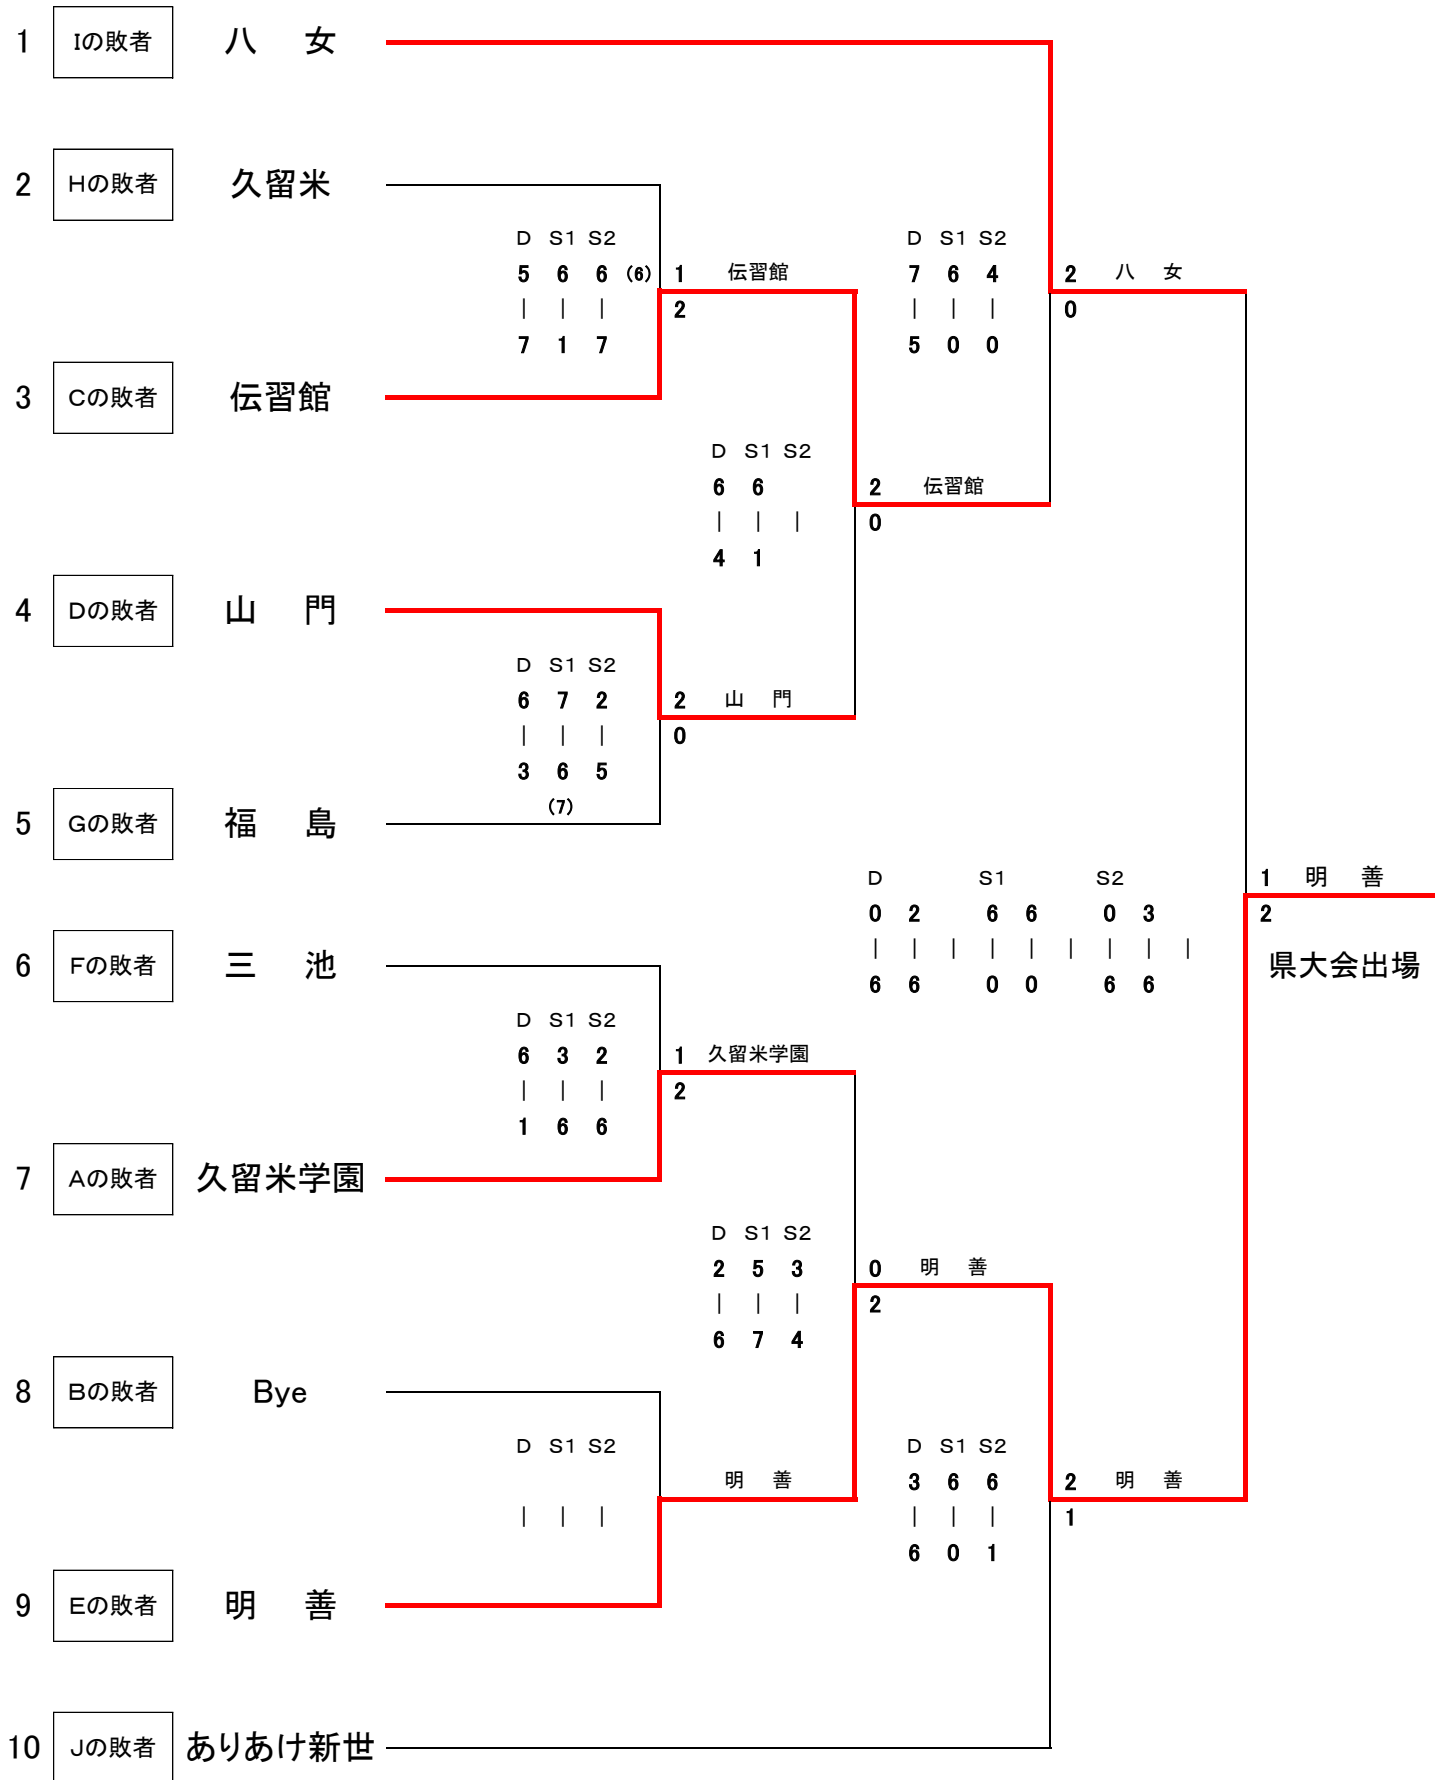 1 Iの敗者 八 女
2 Hの敗者 久留米
D S1 S2
5 6 6 (6) 1 伝習館
| | | 2
7 1 7
D S1 S2
7 6 4 2 八 女
| | | 0
5 0 0
3 Cの敗者 伝習館
D S1 S2
6 6 2 伝習館
| | | 0
4 1
4 Dの敗者 山 門
D S1 S2
6 7 2 2 山 門
| | | 0
3 6 5
(7)
5 Gの敗者 福 島
D S1 S2
0 2 6 6 0 3
| | | | | | | | |
6 6 0 0 6 6
1 明 善
2
県大会出場
6 Fの敗者 三 池
D S1 S2
6 3 2 1 久留米学園
| | | 2
1 6 6
7 Aの敗者 久留米学園
D S1 S2
2 5 3 0 明 善
| | | 2
6 7 4
8 Bの敗者 Bye
D S1 S2
明 善
| | |
D S1 S2
3 6 6 2 明 善
| | | 1
6 0 1
9 Eの敗者 明 善
10 Jの敗者 ありあけ新世